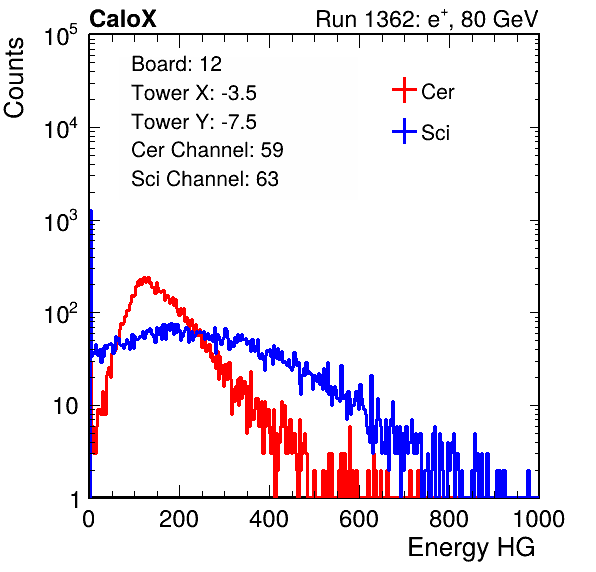 CaloX Run 1362: e⁺, 80 GeV
Counts
10⁵
10⁴
10³
10²
10
1
Board: 12
Tower X: -3.5
Tower Y: -7.5
Cer Channel: 59
Sci Channel: 63
Cer
Sci
0 200 400 600 800 1000
Energy HG